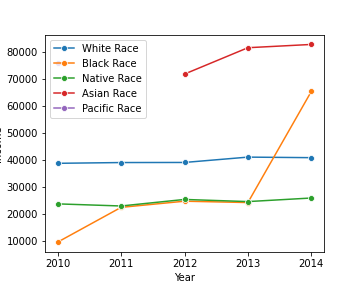 White Race
Black Race
Native Race
Asian Race
Pacific Race
80000
70000
60000
50000
40000
30000
20000
10000
2010 2011 2012 2013 2014
Year